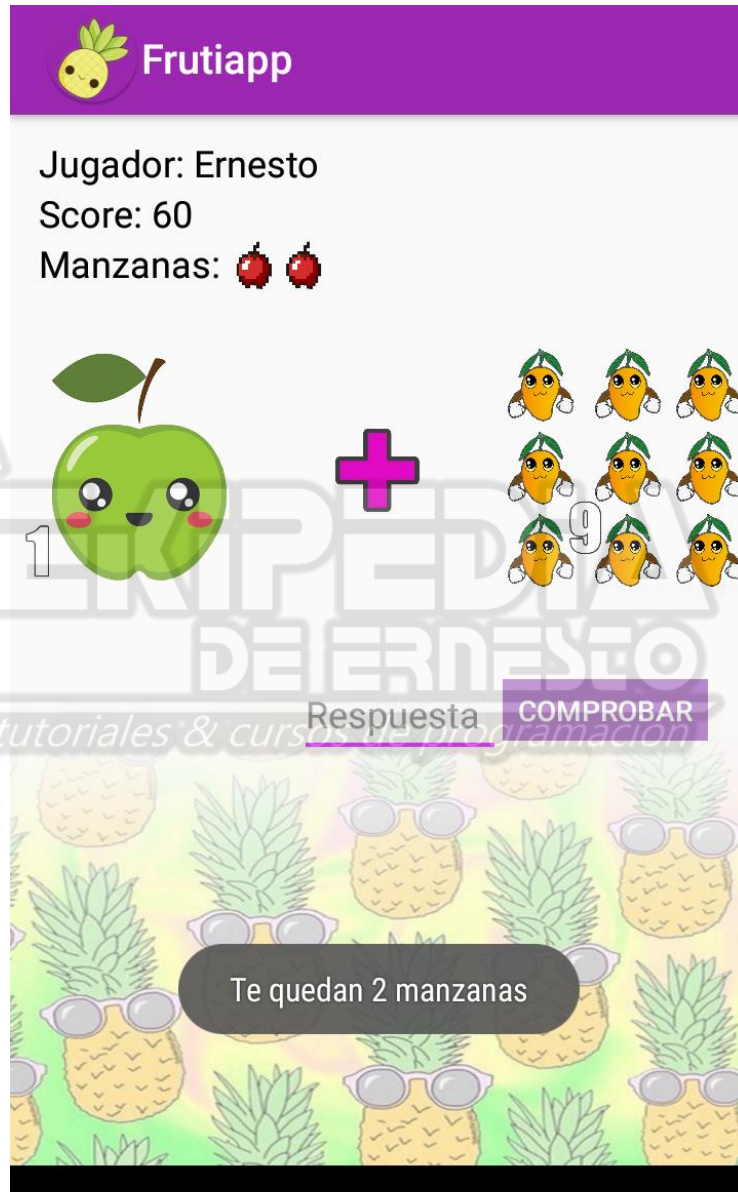 Frutiapp
Jugador: Ernesto
Score: 60
Manzanas:
1
9
EKIPEDIA
DE ERNESTO
Respuesta COMPROBAR
tutoriales & cursos de programación
Te quedan 2 manzanas